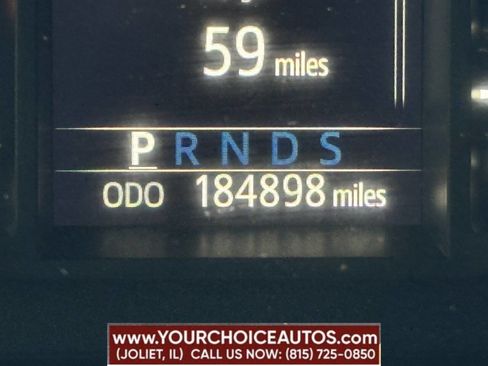 59 miles
P R N D S
ODO 184898 miles
www.YOURCHOICEAUTOS.com
(JOLIET, IL) CALL US NOW: (815) 725-0850